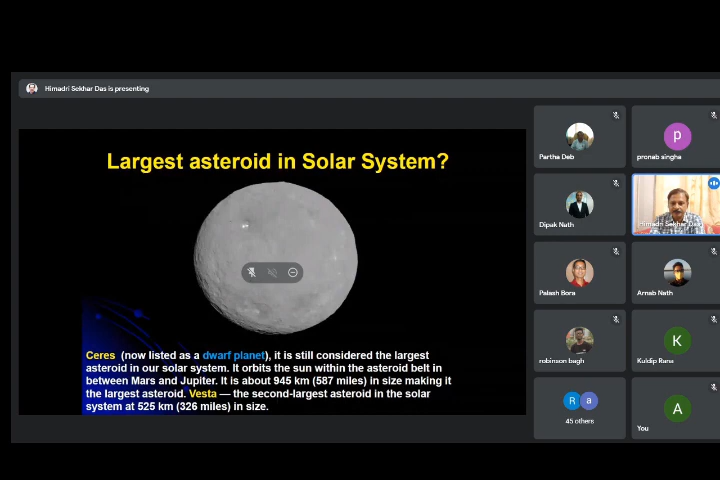 Himadri Sekhar Das is presenting
Largest asteroid in Solar System?
Ceres (now listed as a dwarf planet), it is still considered the largest
asteroid in our solar system. It orbits the sun within the asteroid belt in
between Mars and Jupiter. It is about 945 km (587 miles) in size making it
the largest asteroid. Vesta — the second-largest asteroid in the solar
system at 525 km (326 miles) in size.
Partha Deb
p
pronab singha
Dipak Nath
Himadri Sekhar Das
Palash Bora
Arnab Nath
robinson bagh
K
Kuldip Rana
R a
45 others
A
You